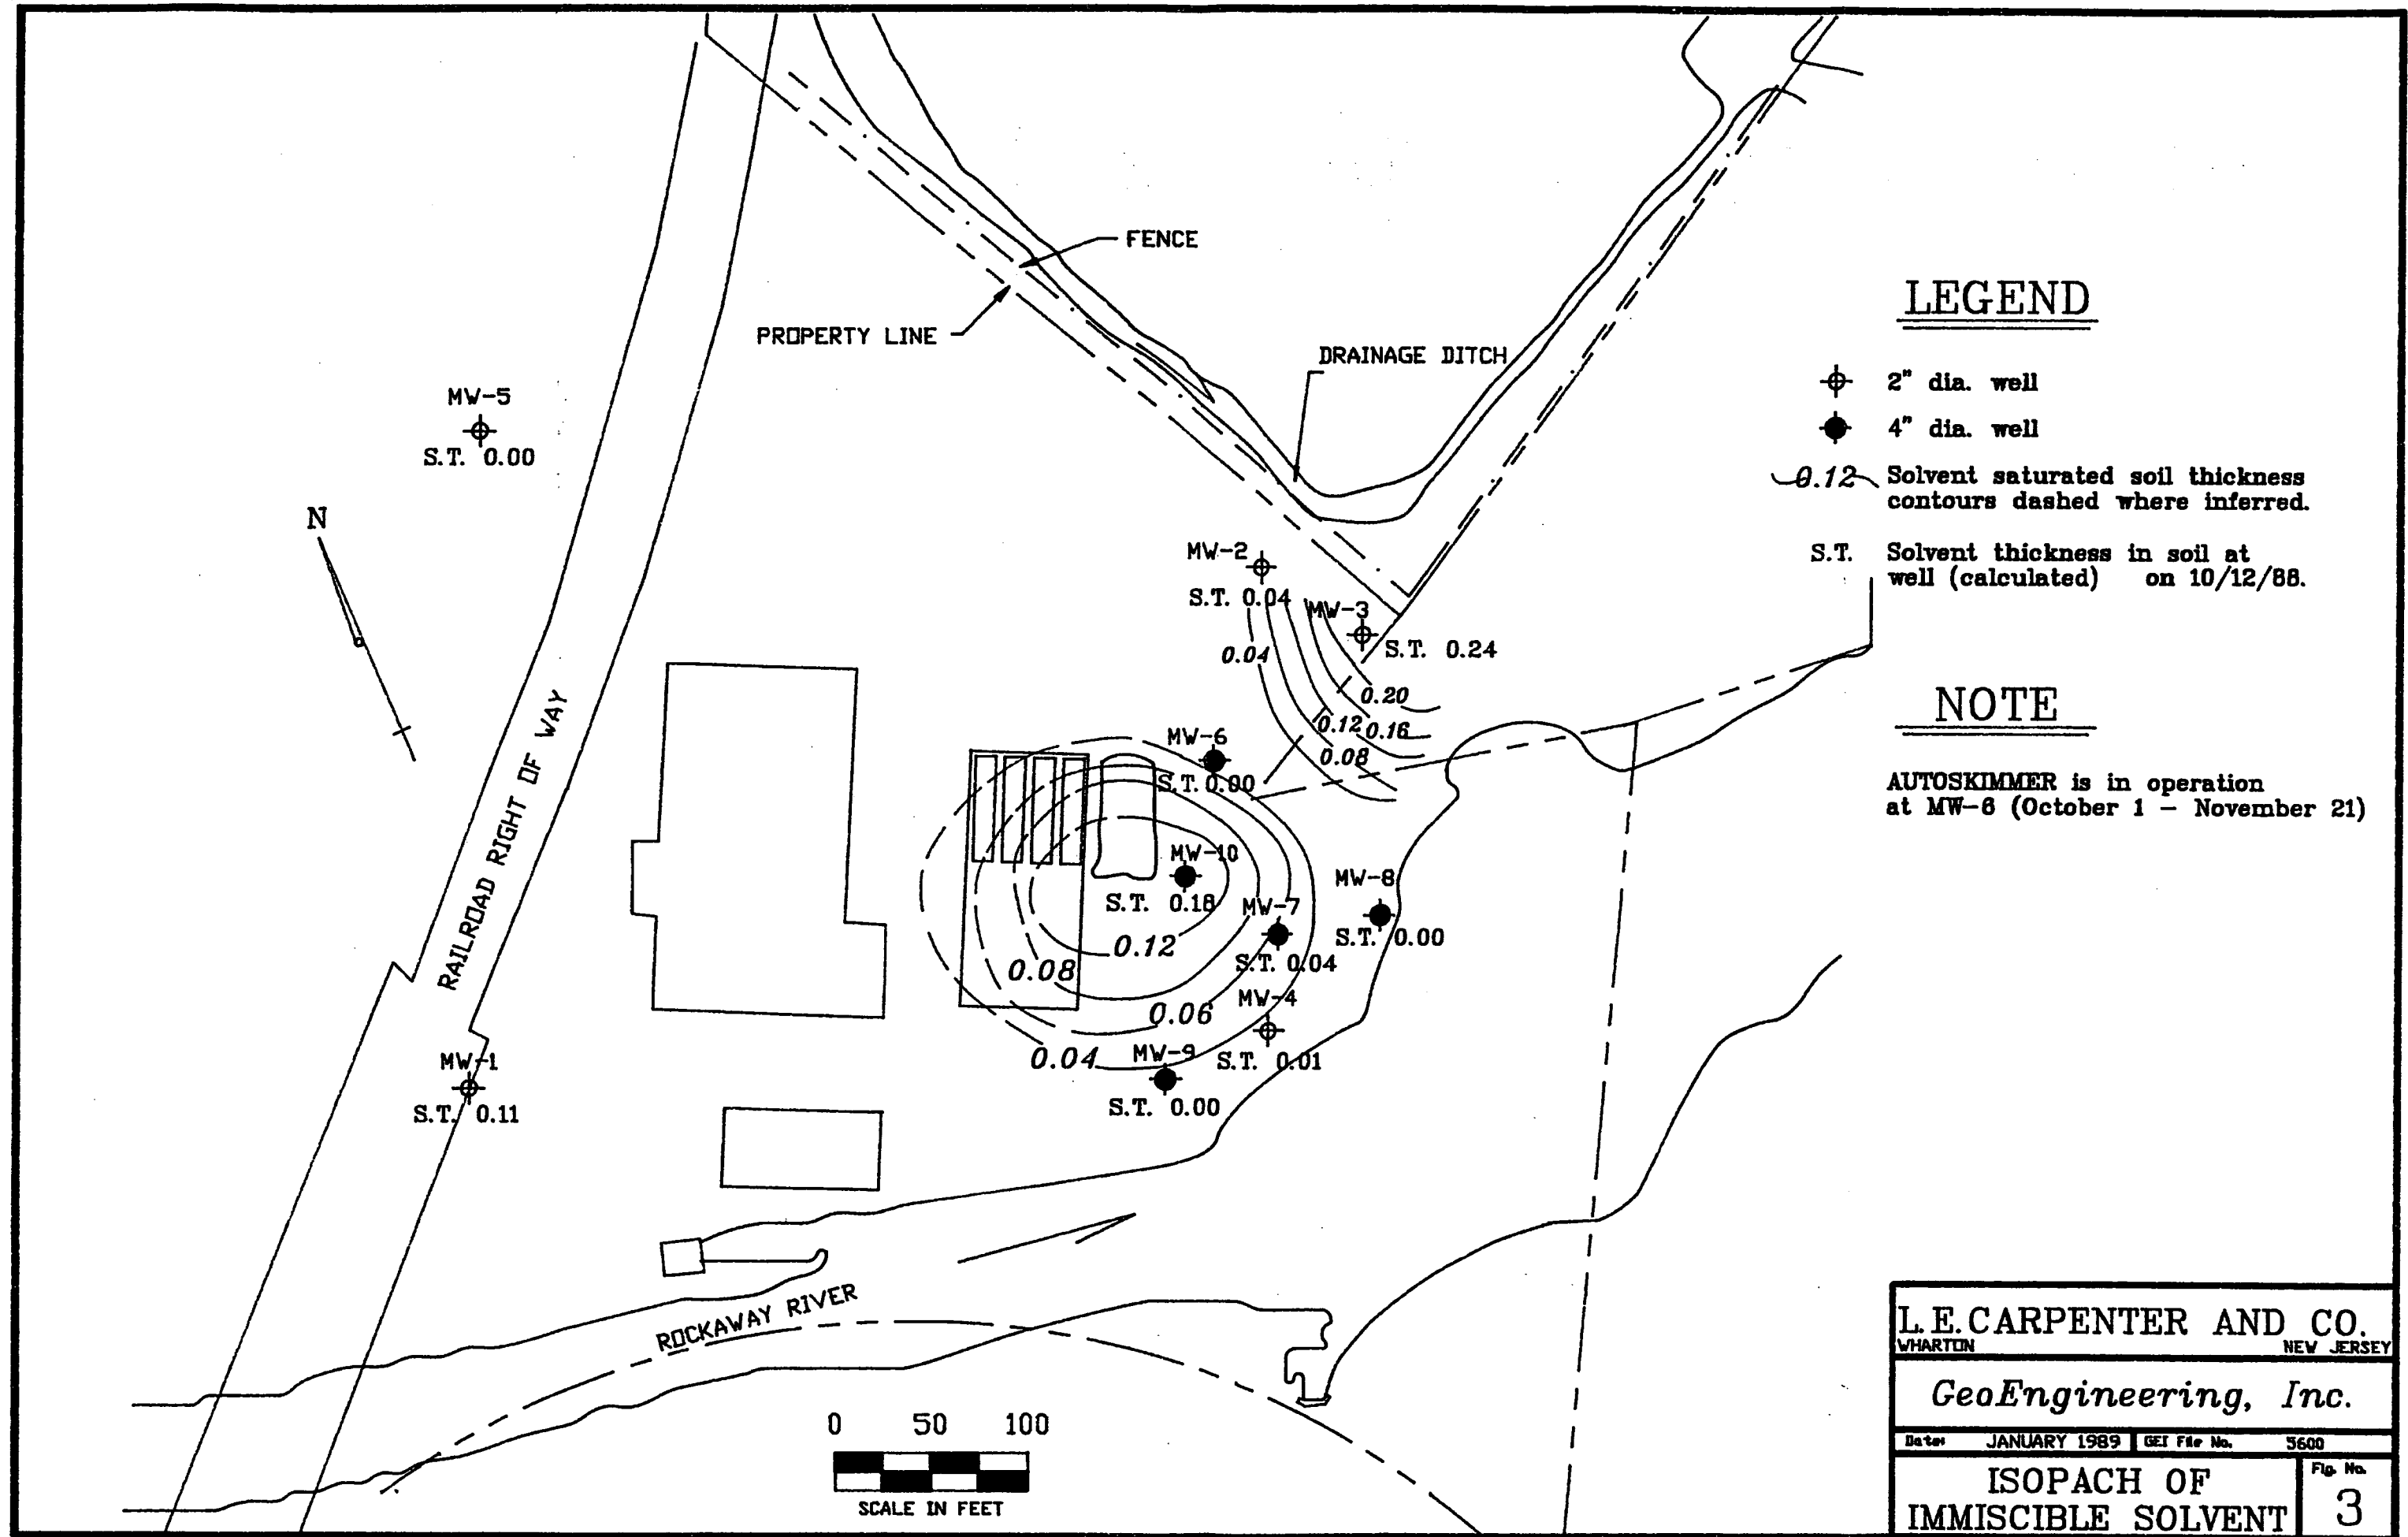 FENCE
PROPERTY LINE
DRAINAGE DITCH
MW-5
S.T. 0.00
N
RAILROAD RIGHT OF WAY
MW-2
S.T. 0.04
MW-3
S.T. 0.24
0.04
0.20
0.12
0.16
0.08
MW-6
S.T. 0.00
MW-10
S.T. 0.18
MW-7
S.T. 0.04
MW-8
S.T. 0.00
0.12
0.08
0.06
0.04
MW-4
S.T. 0.01
MW-9
S.T. 0.00
MW-1
S.T. 0.11
ROCKAWAY RIVER
0 50 100
SCALE IN FEET
LEGEND
2" dia. well
4" dia. well
0.12 Solvent saturated soil thickness
contours dashed where inferred.
S.T. Solvent thickness in soil at
well (calculated) on 10/12/88.
NOTE
AUTOSKIMMER is in operation
at MW-6 (October 1 - November 21)
L.E.CARPENTER AND CO.
WHARTON NEW JERSEY
GeoEngineering, Inc.
Date: JANUARY 1989 GEI File No. 5600
ISOPACH OF
IMMISCIBLE SOLVENT
Fig. No.
3